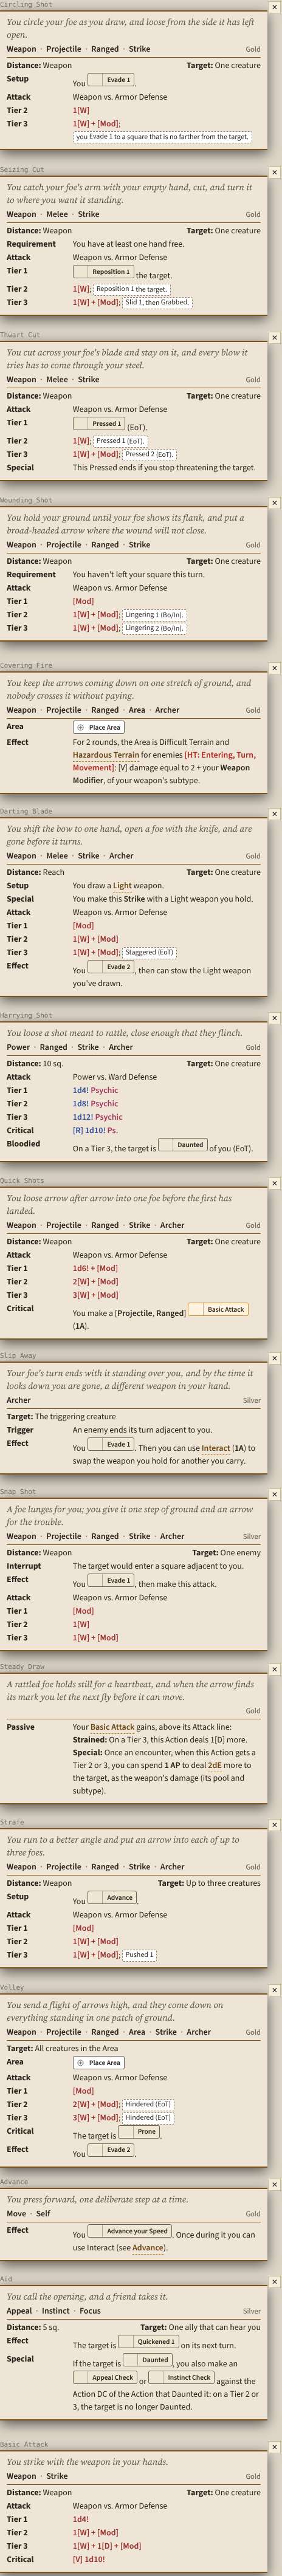 Circling Shot
×
You circle your foe as you draw, and loose from the side it has left
open.
Weapon · Projectile · Ranged · Strike Gold
Distance: Weapon Target: One creature
Setup You Evade 1.
Attack Weapon vs. Armor Defense
Tier 2 1[W]
Tier 3 1[W] + [Mod];
you Evade 1 to a square that is no farther from the target.
Seizing Cut
×
You catch your foe's arm with your empty hand, cut, and turn it
to where you want it standing.
Weapon · Melee · Strike Gold
Distance: Weapon Target: One creature
Requirement You have at least one hand free.
Attack Weapon vs. Armor Defense
Tier 1 Reposition 1 the target.
Tier 2 1[W]; Reposition 1 the target.
Tier 3 1[W] + [Mod]; Slid 1, then Grabbed.
Thwart Cut
×
You cut across your foe's blade and stay on it, and every blow it
tries has to come through your steel.
Weapon · Melee · Strike Gold
Distance: Weapon Target: One creature
Attack Weapon vs. Armor Defense
Tier 1 Pressed 1 (EoT).
Tier 2 1[W]; Pressed 1 (EoT).
Tier 3 1[W] + [Mod]; Pressed 2 (EoT).
Special This Pressed ends if you stop threatening the target.
Wounding Shot
×
You hold your ground until your foe shows its flank, and put a
broad-headed arrow where the wound will not close.
Weapon · Projectile · Ranged · Strike Gold
Distance: Weapon Target: One creature
Requirement You haven't left your square this turn.
Attack Weapon vs. Armor Defense
Tier 1 [Mod]
Tier 2 1[W] + [Mod]; Lingering 1 (Bo/In).
Tier 3 1[W] + [Mod]; Lingering 2 (Bo/In).
Covering Fire
×
You keep the arrows coming down on one stretch of ground, and
nobody crosses it without paying.
Weapon · Projectile · Ranged · Area · Archer Gold
Area Place Area
Effect For 2 rounds, the Area is Difficult Terrain and
Hazardous Terrain for enemies [HT: Entering, Turn,
Movement]: [V] damage equal to 2 + your Weapon
Modifier, of your weapon's subtype.
Darting Blade
×
You shift the bow to one hand, open a foe with the knife, and are
gone before it turns.
Weapon · Melee · Strike · Archer Gold
Distance: Reach Target: One creature
Setup You draw a Light weapon.
Special You make this Strike with a Light weapon you hold.
Attack Weapon vs. Armor Defense
Tier 1 [Mod]
Tier 2 1[W] + [Mod]
Tier 3 1[W] + [Mod]; Staggered (EoT)
Effect You Evade 2, then can stow the Light weapon
you've drawn.
Harrying Shot
×
You loose a shot meant to rattle, close enough that they flinch.
Power · Ranged · Strike · Archer Gold
Distance: 10 sq. Target: One creature
Attack Power vs. Ward Defense
Tier 1 1d4! Psychic
Tier 2 1d8! Psychic
Tier 3 1d12! Psychic
Critical [R] 1d10! Ps.
Bloodied On a Tier 3, the target is Daunted of you (EoT).
Quick Shots
×
You loose arrow after arrow into one foe before the first has
landed.
Weapon · Projectile · Ranged · Strike · Archer Gold
Distance: Weapon Target: One creature
Attack Weapon vs. Armor Defense
Tier 1 1d6! + [Mod]
Tier 2 2[W] + [Mod]
Tier 3 3[W] + [Mod]
Critical You make a [Projectile, Ranged] Basic Attack
(1A).
Slip Away
×
Your foe's turn ends with it standing over you, and by the time it
looks down you are gone, a different weapon in your hand.
Archer Silver
Target: The triggering creature
Trigger An enemy ends its turn adjacent to you.
Effect You Evade 1. Then you can use Interact (1A) to
swap the weapon you hold for another you carry.
Snap Shot
×
A foe lunges for you; you give it one step of ground and an arrow
for the trouble.
Weapon · Projectile · Ranged · Strike · Archer Silver
Distance: Weapon Target: One enemy
Interrupt The target would enter a square adjacent to you.
Effect You Evade 1, then make this attack.
Attack Weapon vs. Armor Defense
Tier 1 [Mod]
Tier 2 1[W]
Tier 3 1[W] + [Mod]
Steady Draw
×
A rattled foe holds still for a heartbeat, and when the arrow finds
its mark you let the next fly before it can move.
Gold
Passive Your Basic Attack gains, above its Attack line:
Strained: On a Tier 3, this Action deals 1[D] more.
Special: Once an encounter, when this Action gets a
Tier 2 or 3, you can spend 1 AP to deal 2dE more to
the target, as the weapon's damage (its pool and
subtype).
Strafe
×
You run to a better angle and put an arrow into each of up to
three foes.
Weapon · Projectile · Ranged · Strike · Archer Gold
Distance: Weapon Target: Up to three creatures
Setup You Advance.
Attack Weapon vs. Armor Defense
Tier 1 [Mod]
Tier 2 1[W] + [Mod]
Tier 3 1[W] + [Mod]; Pushed 1
Volley
×
You send a flight of arrows high, and they come down on
everything standing in one patch of ground.
Weapon · Projectile · Ranged · Area · Strike · Archer Gold
Target: All creatures in the Area
Area Place Area
Attack Weapon vs. Armor Defense
Tier 1 [Mod]
Tier 2 2[W] + [Mod]; Hindered (EoT)
Tier 3 3[W] + [Mod]; Hindered (EoT)
Critical The target is Prone.
Effect You Evade 2.
Advance
×
You press forward, one deliberate step at a time.
Move · Self Gold
Effect You Advance your Speed. Once during it you can
use Interact (see Advance).
Aid
×
You call the opening, and a friend takes it.
Appeal · Instinct · Focus Silver
Distance: 5 sq. Target: One ally that can hear you
Effect The target is Quickened 1 on its next turn.
Special If the target is Daunted, you also make an
Appeal Check or Instinct Check against the
Action DC of the Action that Daunted it: on a Tier 2 or
3, the target is no longer Daunted.
Basic Attack
×
You strike with the weapon in your hands.
Weapon · Strike Gold
Distance: Weapon Target: One creature
Attack Weapon vs. Armor Defense
Tier 1 1d4!
Tier 2 1[W] + [Mod]
Tier 3 1[W] + 1[D] + [Mod]
Critical [V] 1d10!